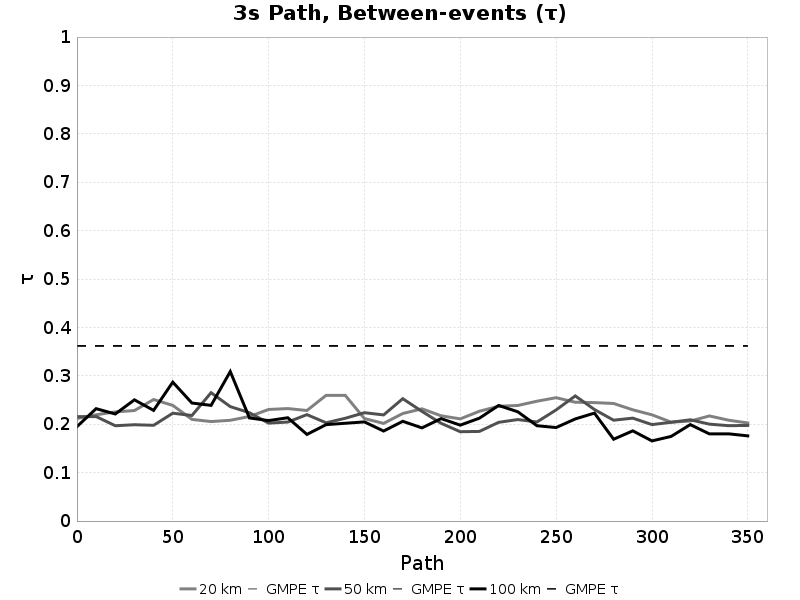 3s Path, Between-events (τ)
1
0.9
0.8
0.7
0.6
0.5
0.4
0.3
0.2
0.1
0
τ
0 50 100 150 200 250 300 350
Path
20 km GMPE τ 50 km GMPE τ 100 km GMPE τ